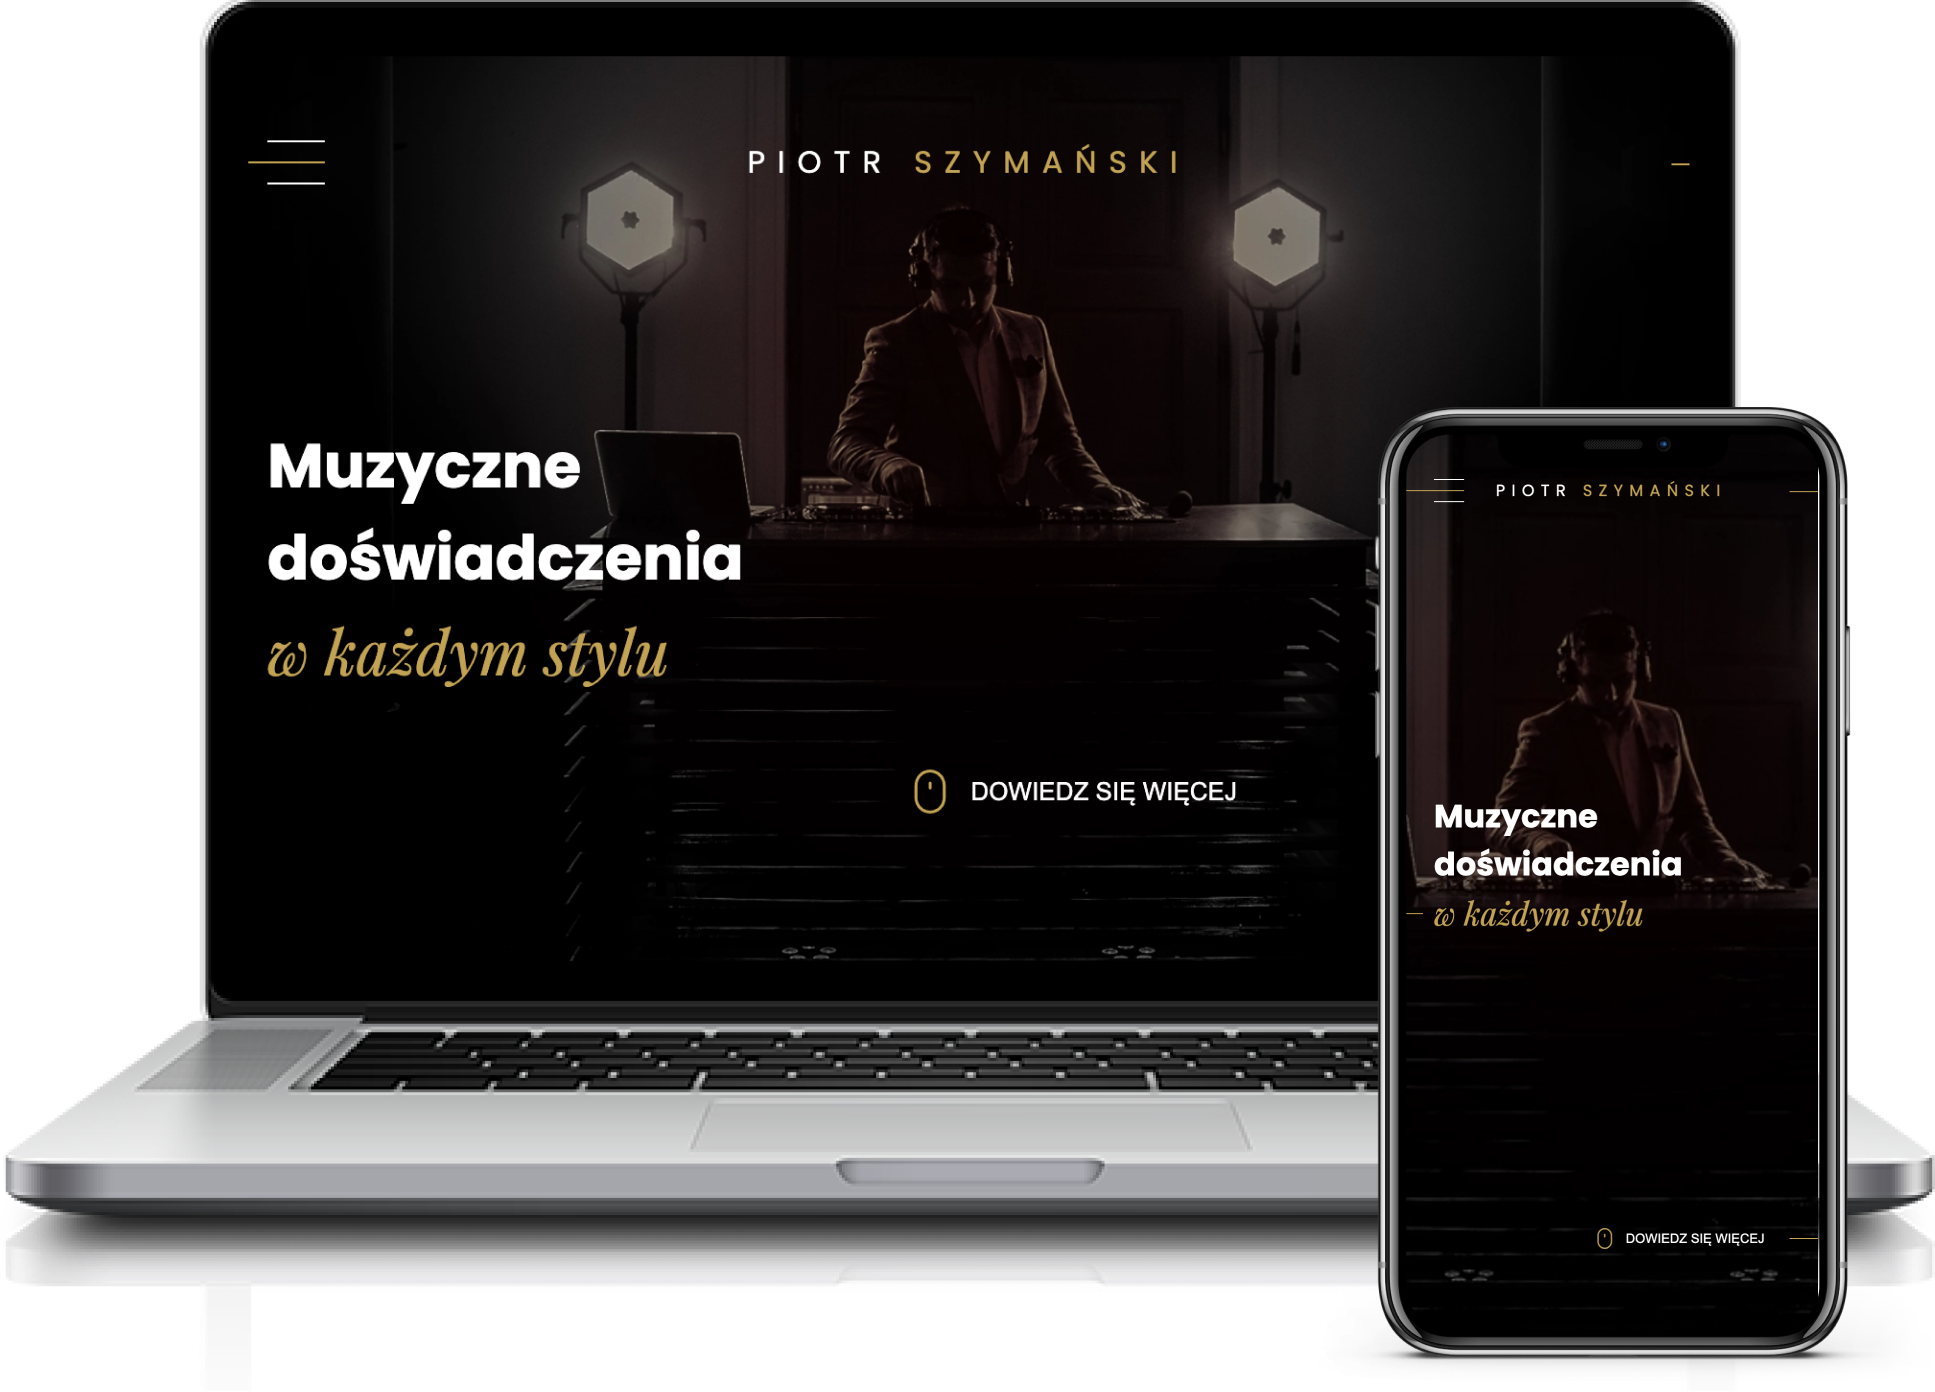 PIOTR SZYMAŃSKI
Muzyczne
doświadczenia
w każdym stylu
DOWIEDZ SIĘ WIĘCEJ
PIOTR SZYMAŃSKI
Muzyczne
doświadczenia
w każdym stylu
DOWIEDZ SIĘ WIĘCEJ